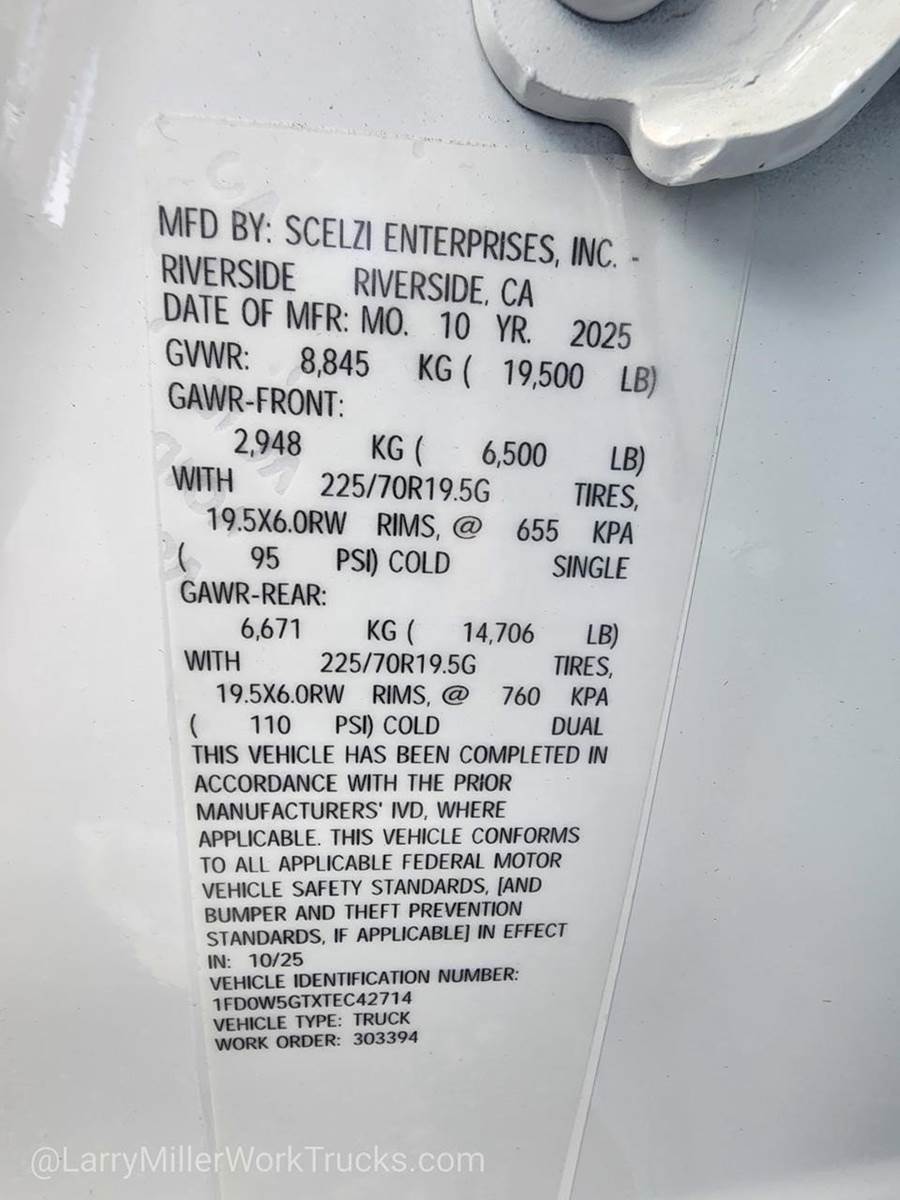 MFD BY: SCELZI ENTERPRISES, INC. -
RIVERSIDE RIVERSIDE, CA
DATE OF MFR: MO. 10 YR. 2025
GVWR: 8,845 KG ( 19,500 LB)
GAWR-FRONT:
2,948 KG ( 6,500 LB)
WITH 225/70R19.5G TIRES,
19.5X6.0RW RIMS, @ 655 KPA
( 95 PSI) COLD SINGLE
GAWR-REAR:
6,671 KG ( 14,706 LB)
WITH 225/70R19.5G TIRES,
19.5X6.0RW RIMS, @ 760 KPA
( 110 PSI) COLD DUAL
THIS VEHICLE HAS BEEN COMPLETED IN
ACCORDANCE WITH THE PRIOR
MANUFACTURERS' IVD, WHERE
APPLICABLE. THIS VEHICLE CONFORMS
TO ALL APPLICABLE FEDERAL MOTOR
VEHICLE SAFETY STANDARDS, [AND
BUMPER AND THEFT PREVENTION
STANDARDS, IF APPLICABLE] IN EFFECT
IN: 10/25
VEHICLE IDENTIFICATION NUMBER:
1FD0W5GTXTEC42714
VEHICLE TYPE: TRUCK
WORK ORDER: 303394
@LarryMillerWorkTrucks.com